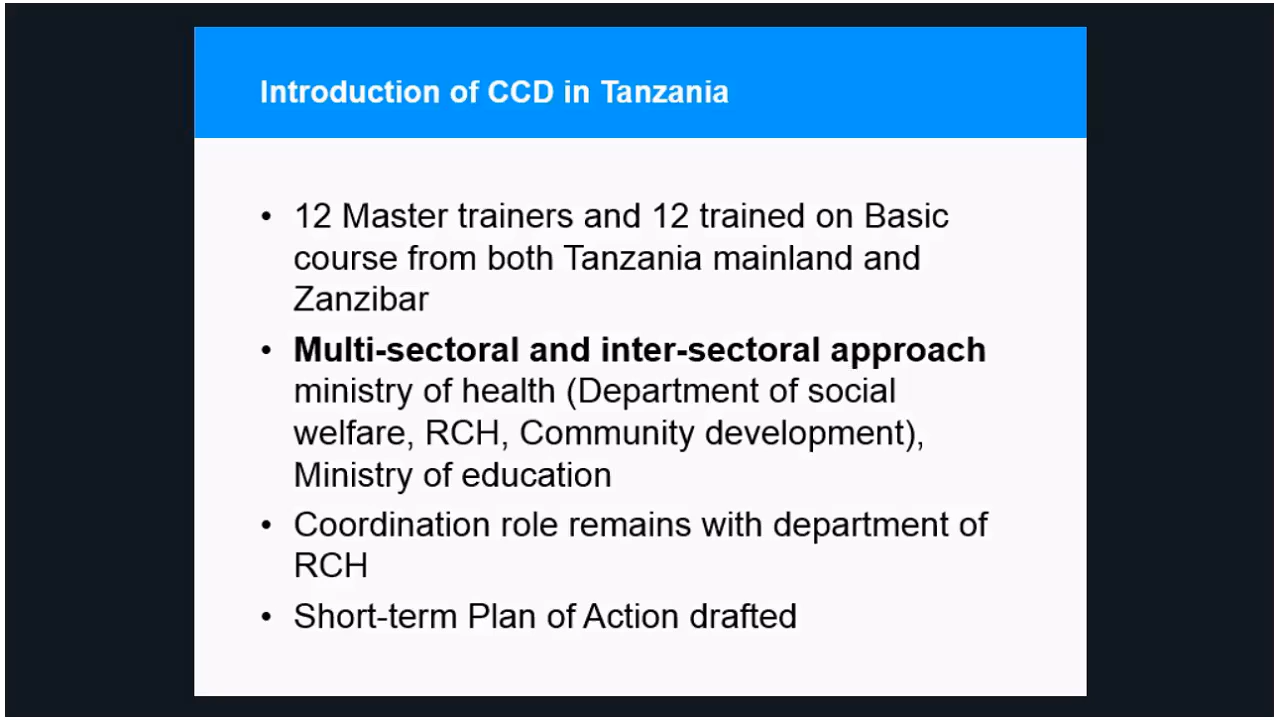 Introduction of CCD in Tanzania
• 12 Master trainers and 12 trained on Basic
course from both Tanzania mainland and
Zanzibar
• Multi-sectoral and inter-sectoral approach
ministry of health (Department of social
welfare, RCH, Community development),
Ministry of education
• Coordination role remains with department of
RCH
• Short-term Plan of Action drafted